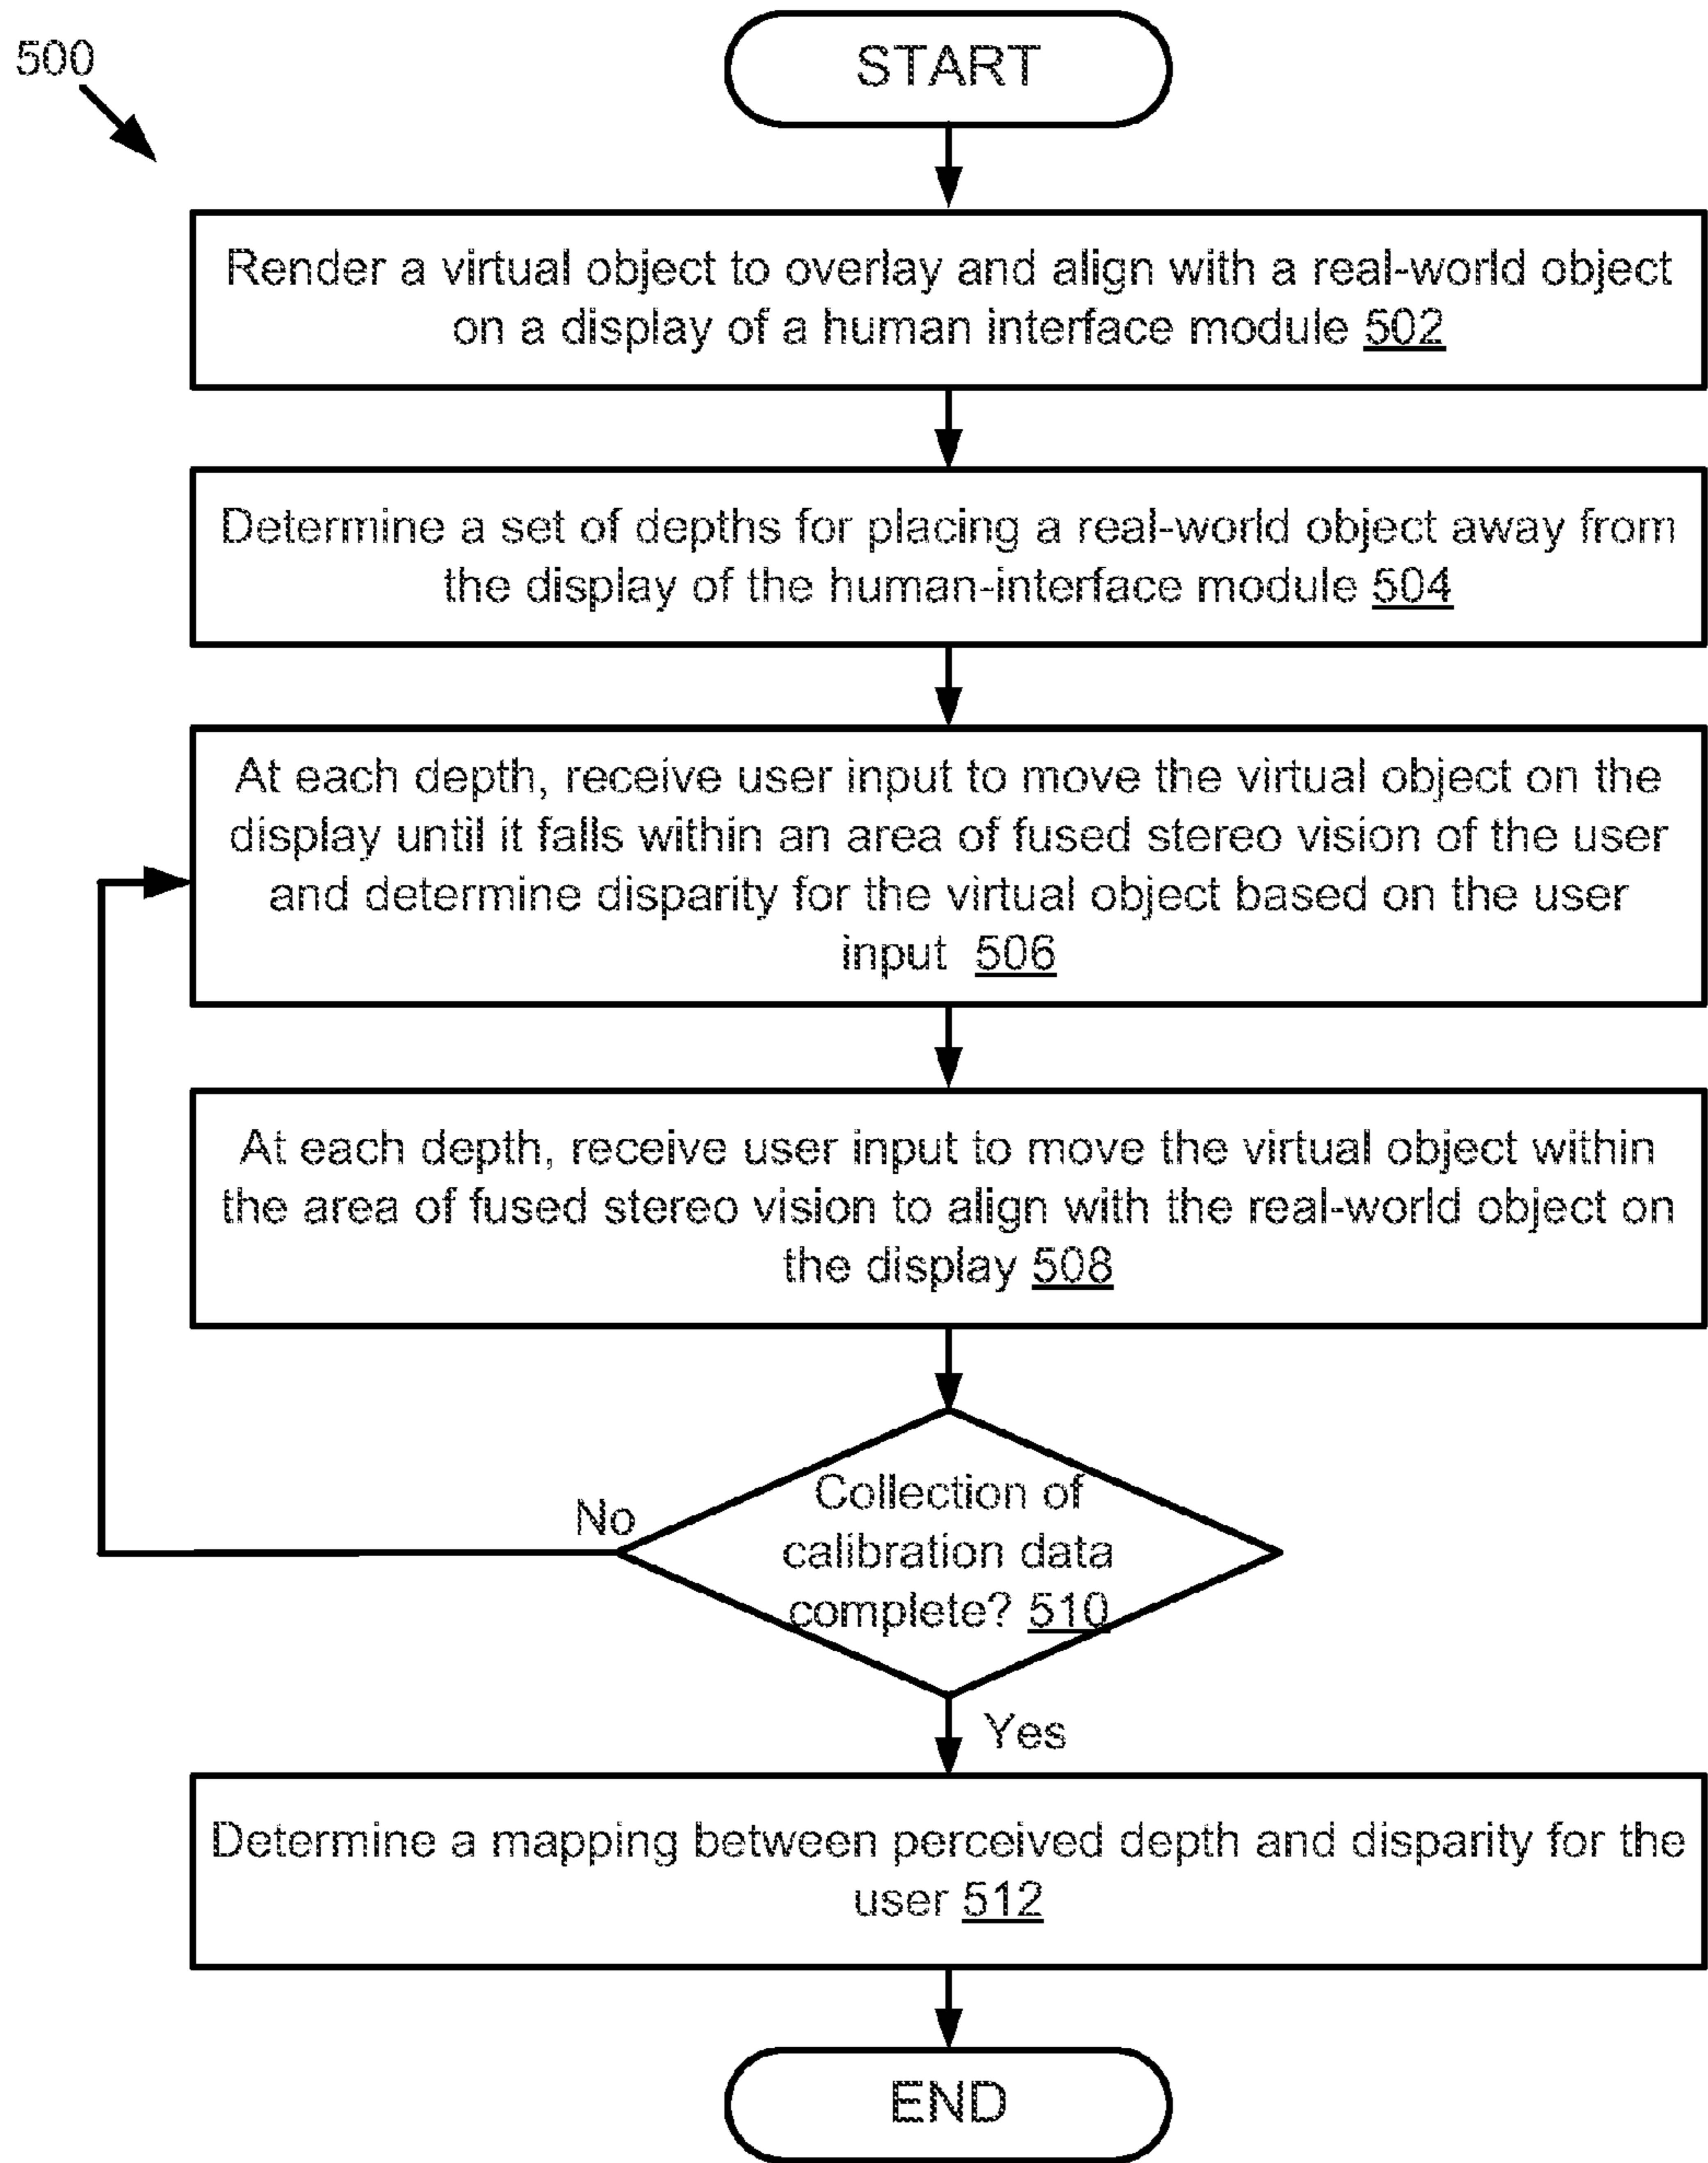 500
START
Render a virtual object to overlay and align with a real-world object
on a display of a human interface module 502
Determine a set of depths for placing a real-world object away from
the display of the human-interface module 504
At each depth, receive user input to move the virtual object on the
display until it falls within an area of fused stereo vision of the user
and determine disparity for the virtual object based on the user
input 506
At each depth, receive user input to move the virtual object within
the area of fused stereo vision to align with the real-world object on
the display 508
Collection of
calibration data
complete? 510
No
Yes
Determine a mapping between perceived depth and disparity for the
user 512
END